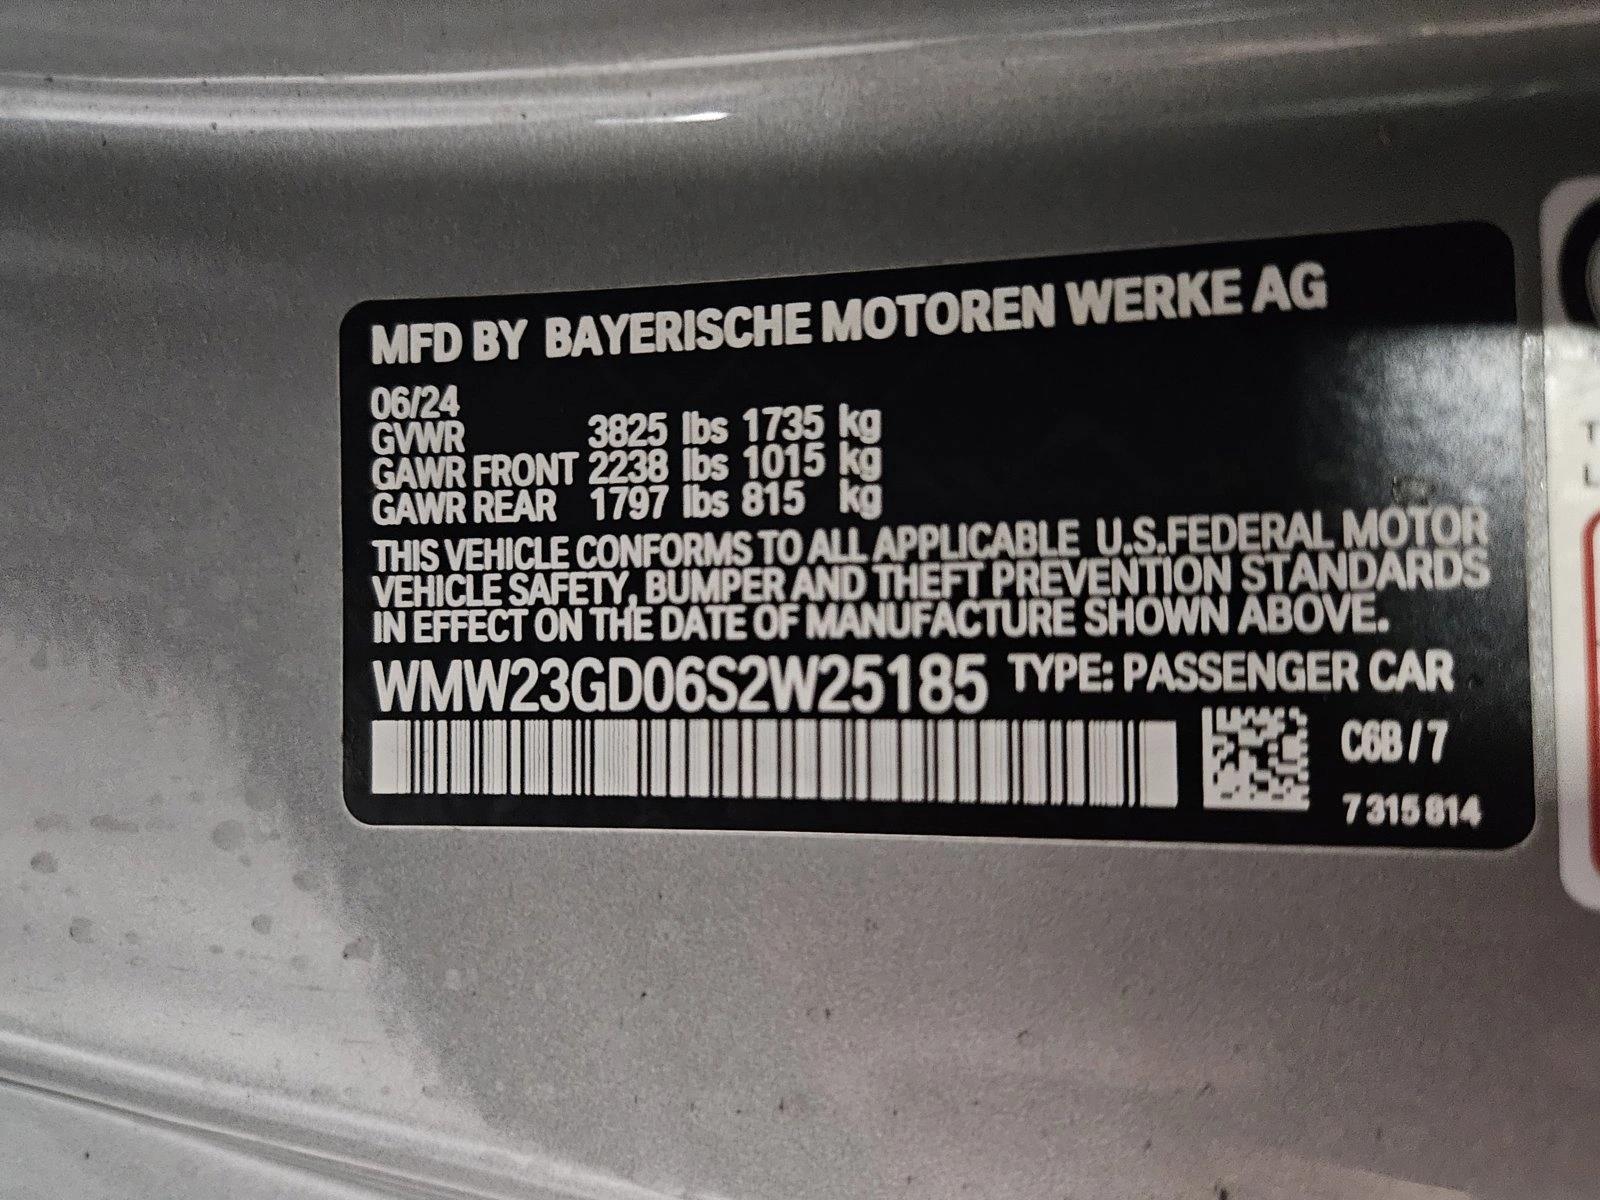 MFD BY BAYERISCHE MOTOREN WERKE AG
06/24
GVWR 3825 lbs 1735 kg
GAWR FRONT 2238 lbs 1015 kg
GAWR REAR 1797 lbs 815 kg
THIS VEHICLE CONFORMS TO ALL APPLICABLE U.S.FEDERAL MOTOR
VEHICLE SAFETY, BUMPER AND THEFT PREVENTION STANDARDS
IN EFFECT ON THE DATE OF MANUFACTURE SHOWN ABOVE.
WMW23GD06S2W25185 TYPE: PASSENGER CAR
C6B / 7
7 315 814